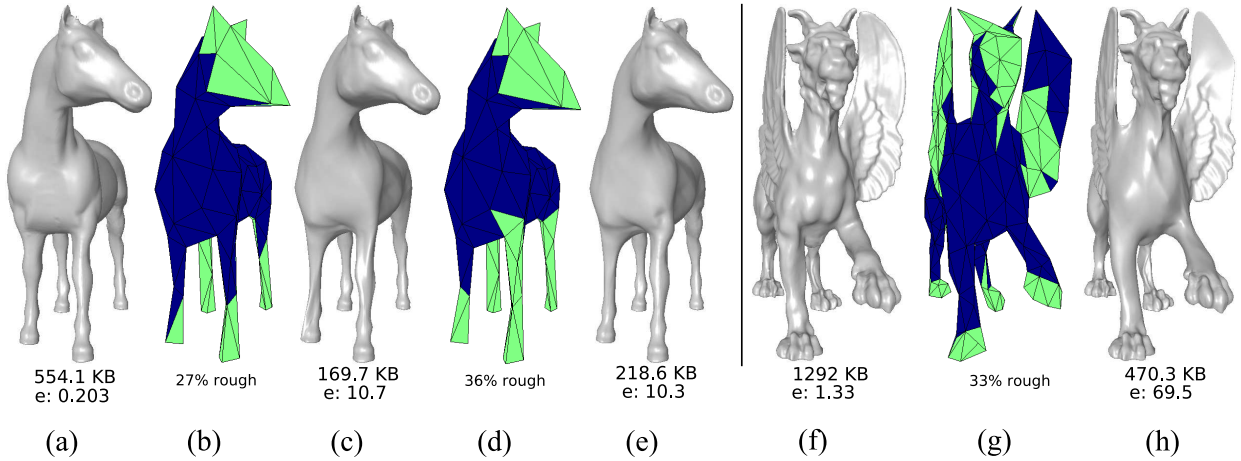 554.1 KB
e: 0.203
27% rough
169.7 KB
e: 10.7
36% rough
218.6 KB
e: 10.3
1292 KB
e: 1.33
33% rough
470.3 KB
e: 69.5
(a) (b) (c) (d) (e) (f) (g) (h)